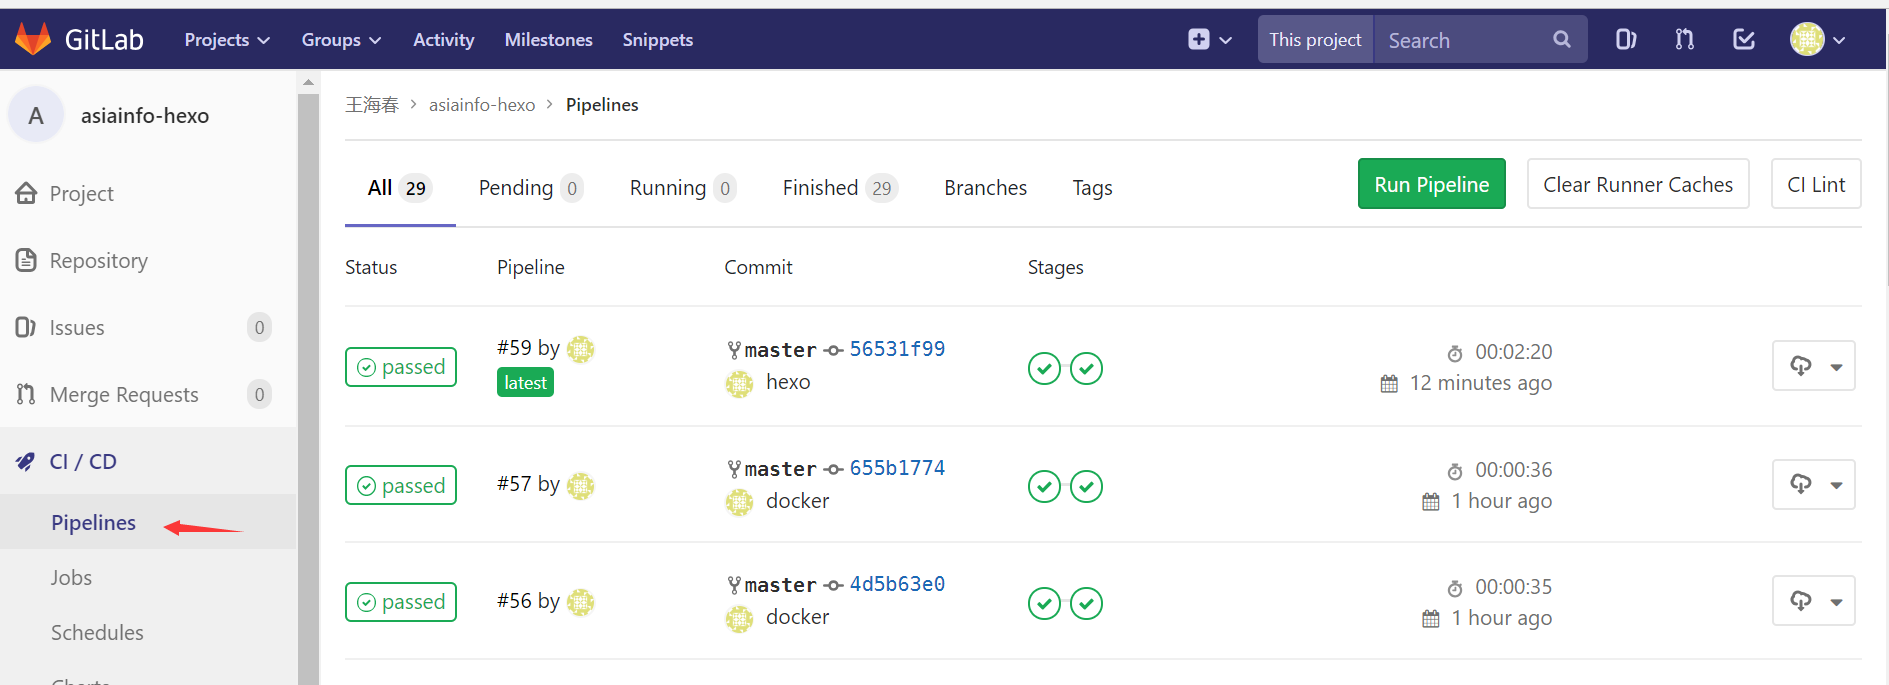 GitLab Projects Groups Activity Milestones Snippets This project Search
A asiainfo-hexo
王海春 > asiainfo-hexo > Pipelines
Project
Repository
Issues 0
Merge Requests 0
CI / CD
Pipelines
Jobs
Schedules
Charts
All 29 Pending 0 Running 0 Finished 29 Branches Tags Run Pipeline Clear Runner Caches CI Lint
Status Pipeline Commit Stages
passed #59 by master 56531f99 00:02:20
latest hexo 12 minutes ago
passed #57 by master 655b1774 00:00:36
docker 1 hour ago
passed #56 by master 4d5b63e0 00:00:35
docker 1 hour ago